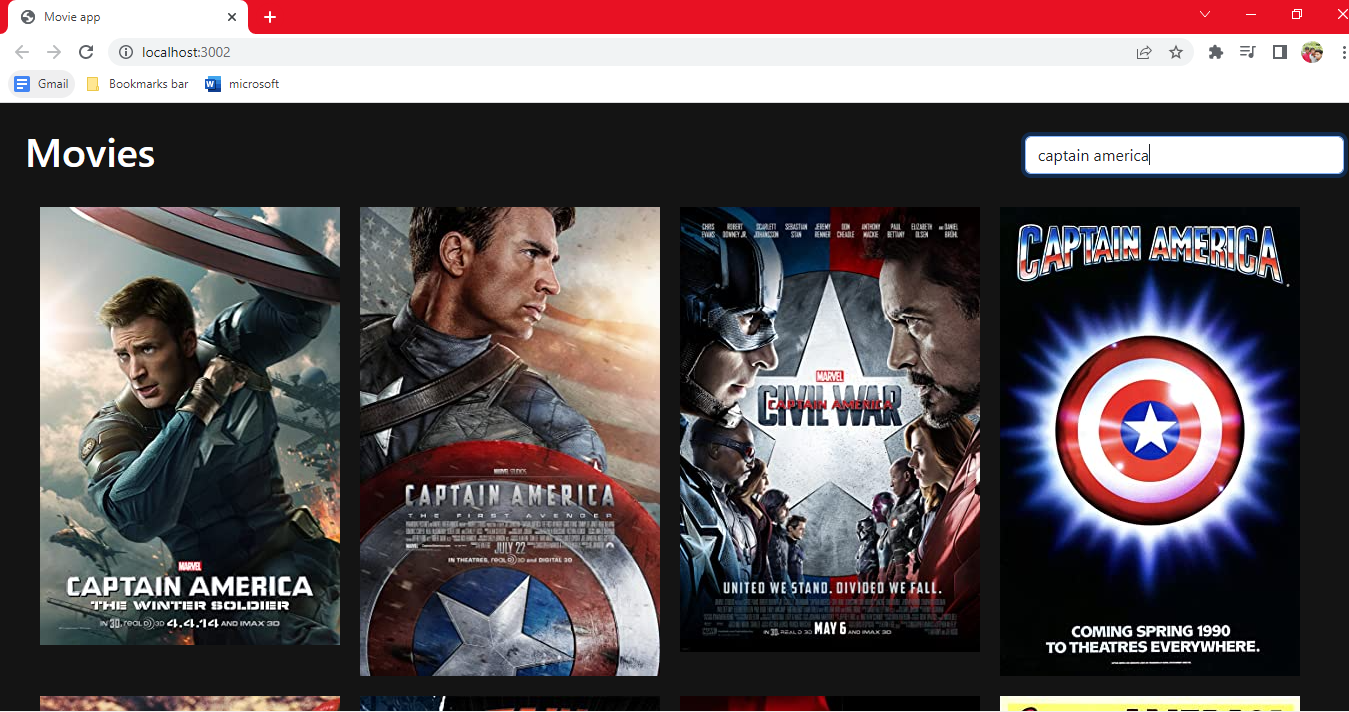 Movie app
localhost:3002
Gmail
Bookmarks bar
microsoft
Movies
captain america
MARVEL
CAPTAIN AMERICA
THE WINTER SOLDIER
IN 3D, REAL D 3D 4.4.14 AND IMAX 3D
MARVEL STUDIOS
CAPTAIN AMERICA
THE FIRST AVENGER
JULY 22
IN THEATRES, REAL D 3D and DIGITAL 3D
CHRIS EVANS
ROBERT DOWNEY JR.
SCARLETT JOHANSSON
SEBASTIAN STAN
JEREMY RENNER
DON CHEADLE
ANTHONY MACKIE
PAUL BETTANY
ELIZABETH OLSEN
AND DANIEL BRÜHL
MARVEL
CAPTAIN AMERICA
CIVIL WAR
UNITED WE STAND. DIVIDED WE FALL.
IN 3D, REAL D 3D MAY 6 AND IMAX 3D
CAPTAIN AMERICA.
COMING SPRING 1990
TO THEATRES EVERYWHERE.